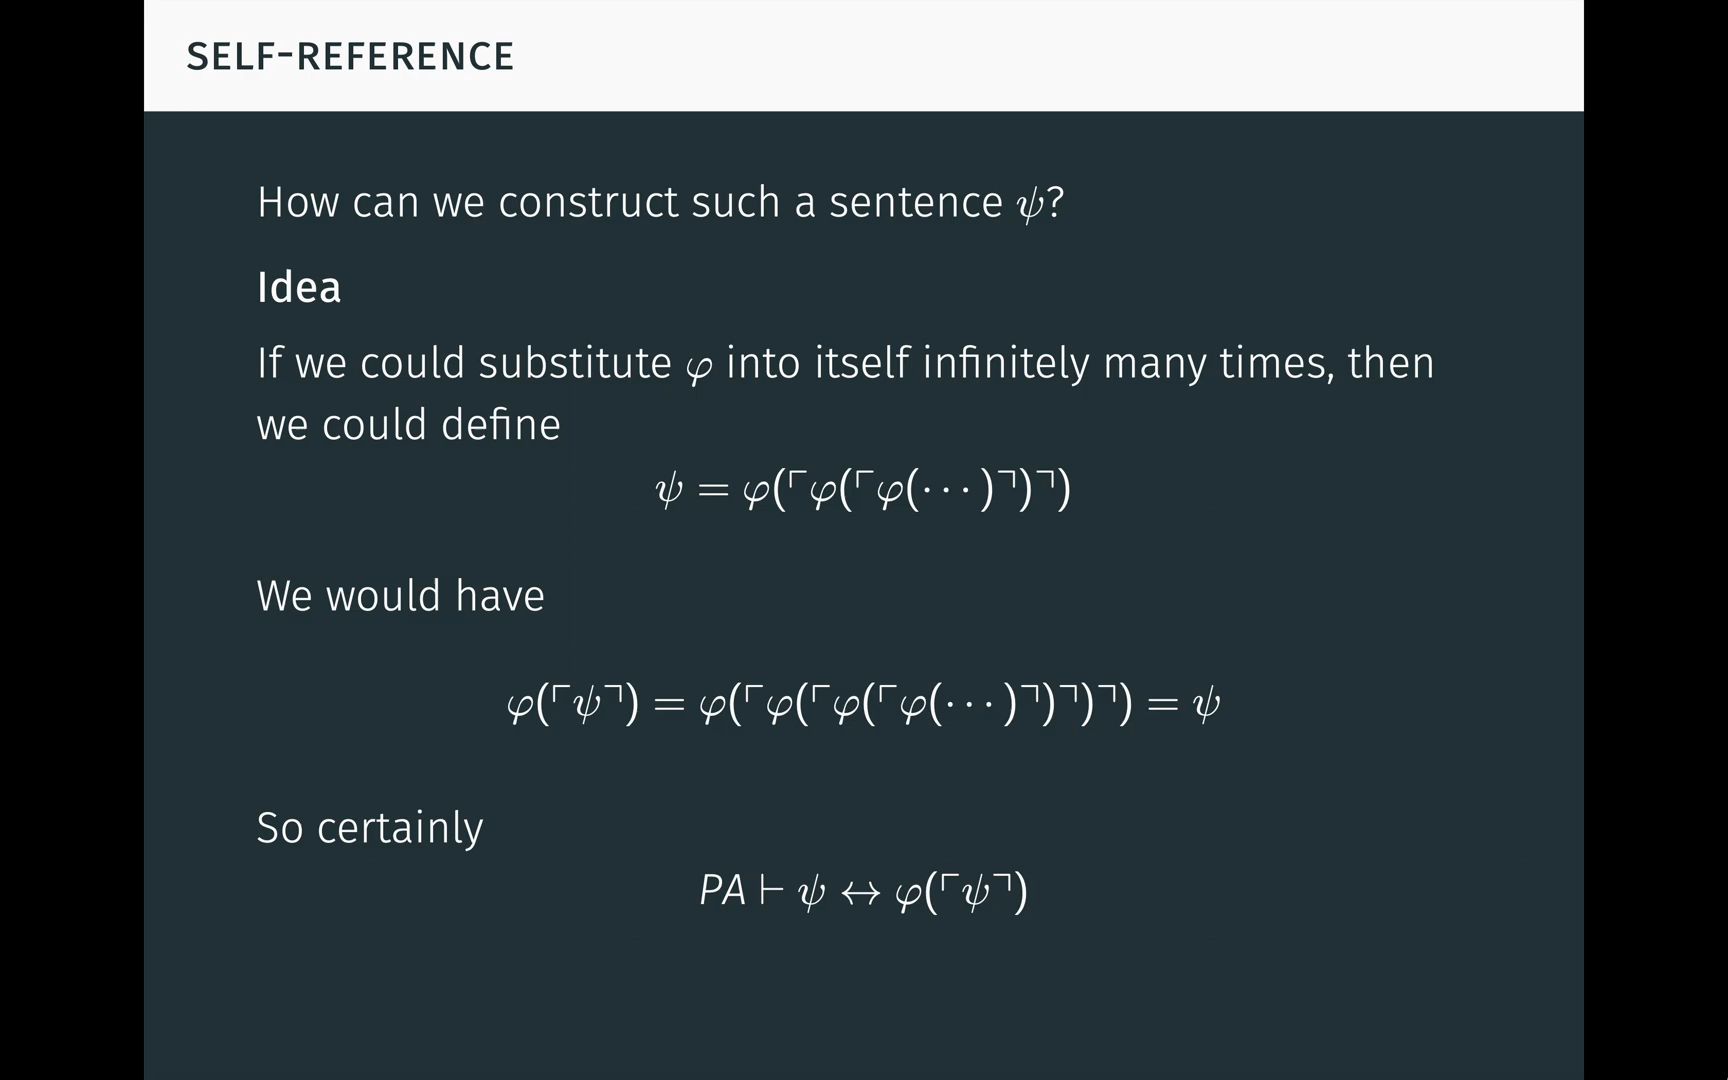 SELF-REFERENCE
How can we construct such a sentence ψ?
Idea
If we could substitute φ into itself infinitely many times, then
we could define
ψ = φ(⌜φ(⌜φ(···)⌝)⌝)
We would have
φ(⌜ψ⌝) = φ(⌜φ(⌜φ(⌜φ(···)⌝)⌝)⌝) = ψ
So certainly
PA ⊢ ψ ↔ φ(⌜ψ⌝)